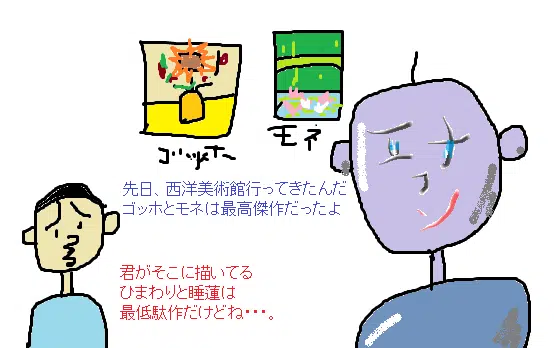 ゴッホ
モネ
先日、西洋美術館行ってきたんだ
ゴッホとモネは最高傑作だったよ
君がそこに描いてる
ひまわりと睡蓮は
最低駄作だけどね・・・。